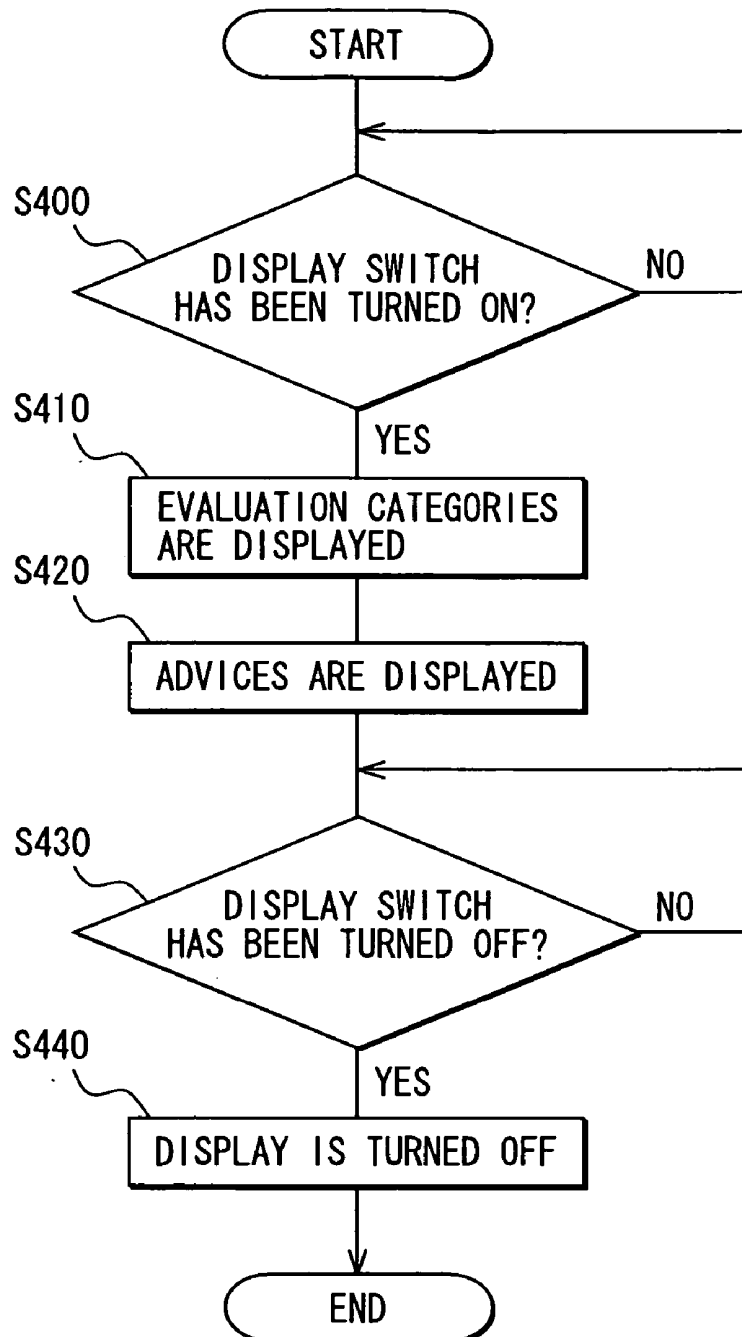 START
S400
DISPLAY SWITCH
HAS BEEN TURNED ON?
NO
S410
YES
EVALUATION CATEGORIES
ARE DISPLAYED
S420
ADVICES ARE DISPLAYED
S430
DISPLAY SWITCH
HAS BEEN TURNED OFF?
NO
S440
YES
DISPLAY IS TURNED OFF
END